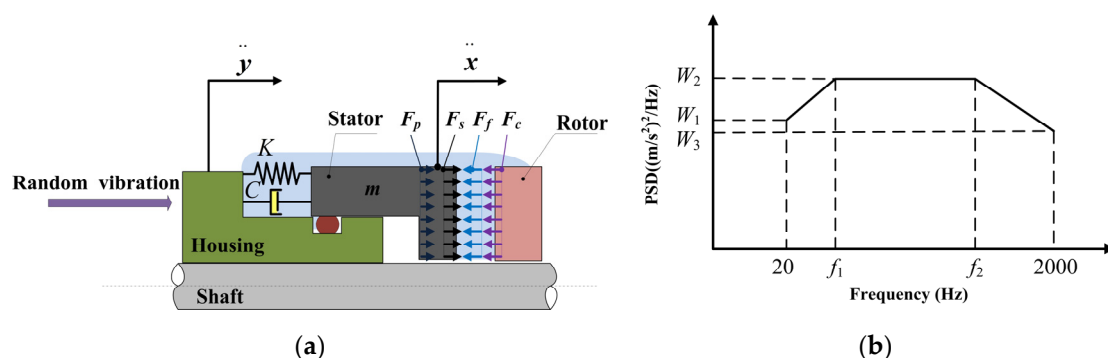 ÿ
ẍ
Stator
F_p F_s F_f F_c
Rotor
K
Random vibration
C
m
Housing
Shaft
(a)
PSD((m/s²)²/Hz)
W₂
W₁
W₃
20 f₁ f₂ 2000
Frequency (Hz)
(b)